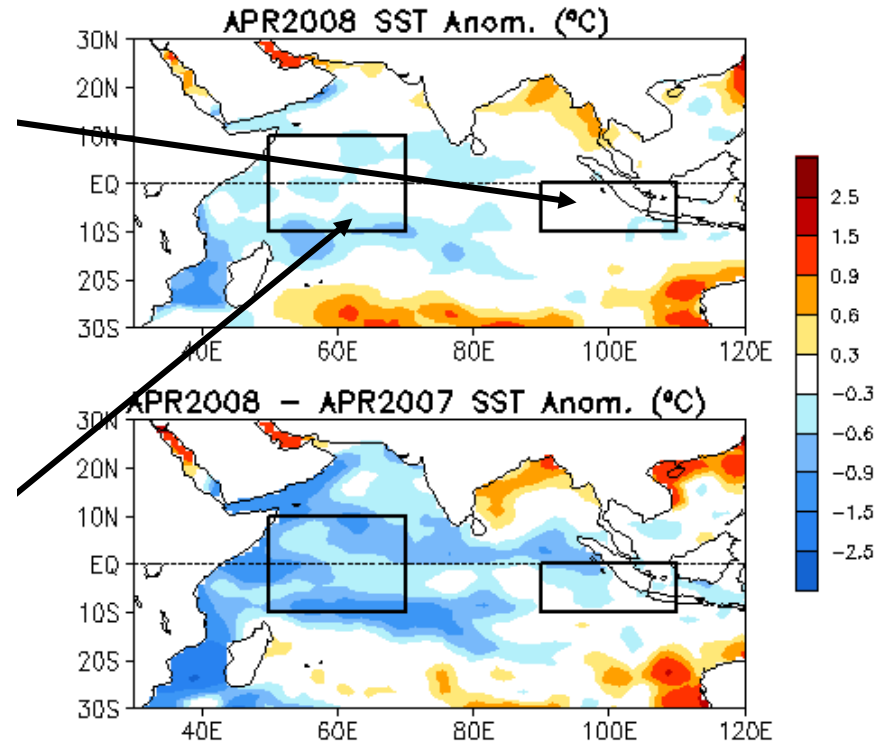 APR2008 SST Anom. (ºC)
30N
20N
10N
EQ
10S
20S
30S
40E 60E 80E 100E 120E
2.5
1.5
0.9
0.6
0.3
-0.3
-0.6
-0.9
-1.5
-2.5
APR2008 - APR2007 SST Anom. (ºC)
30N
20N
10N
EQ
10S
20S
30S
40E 60E 80E 100E 120E